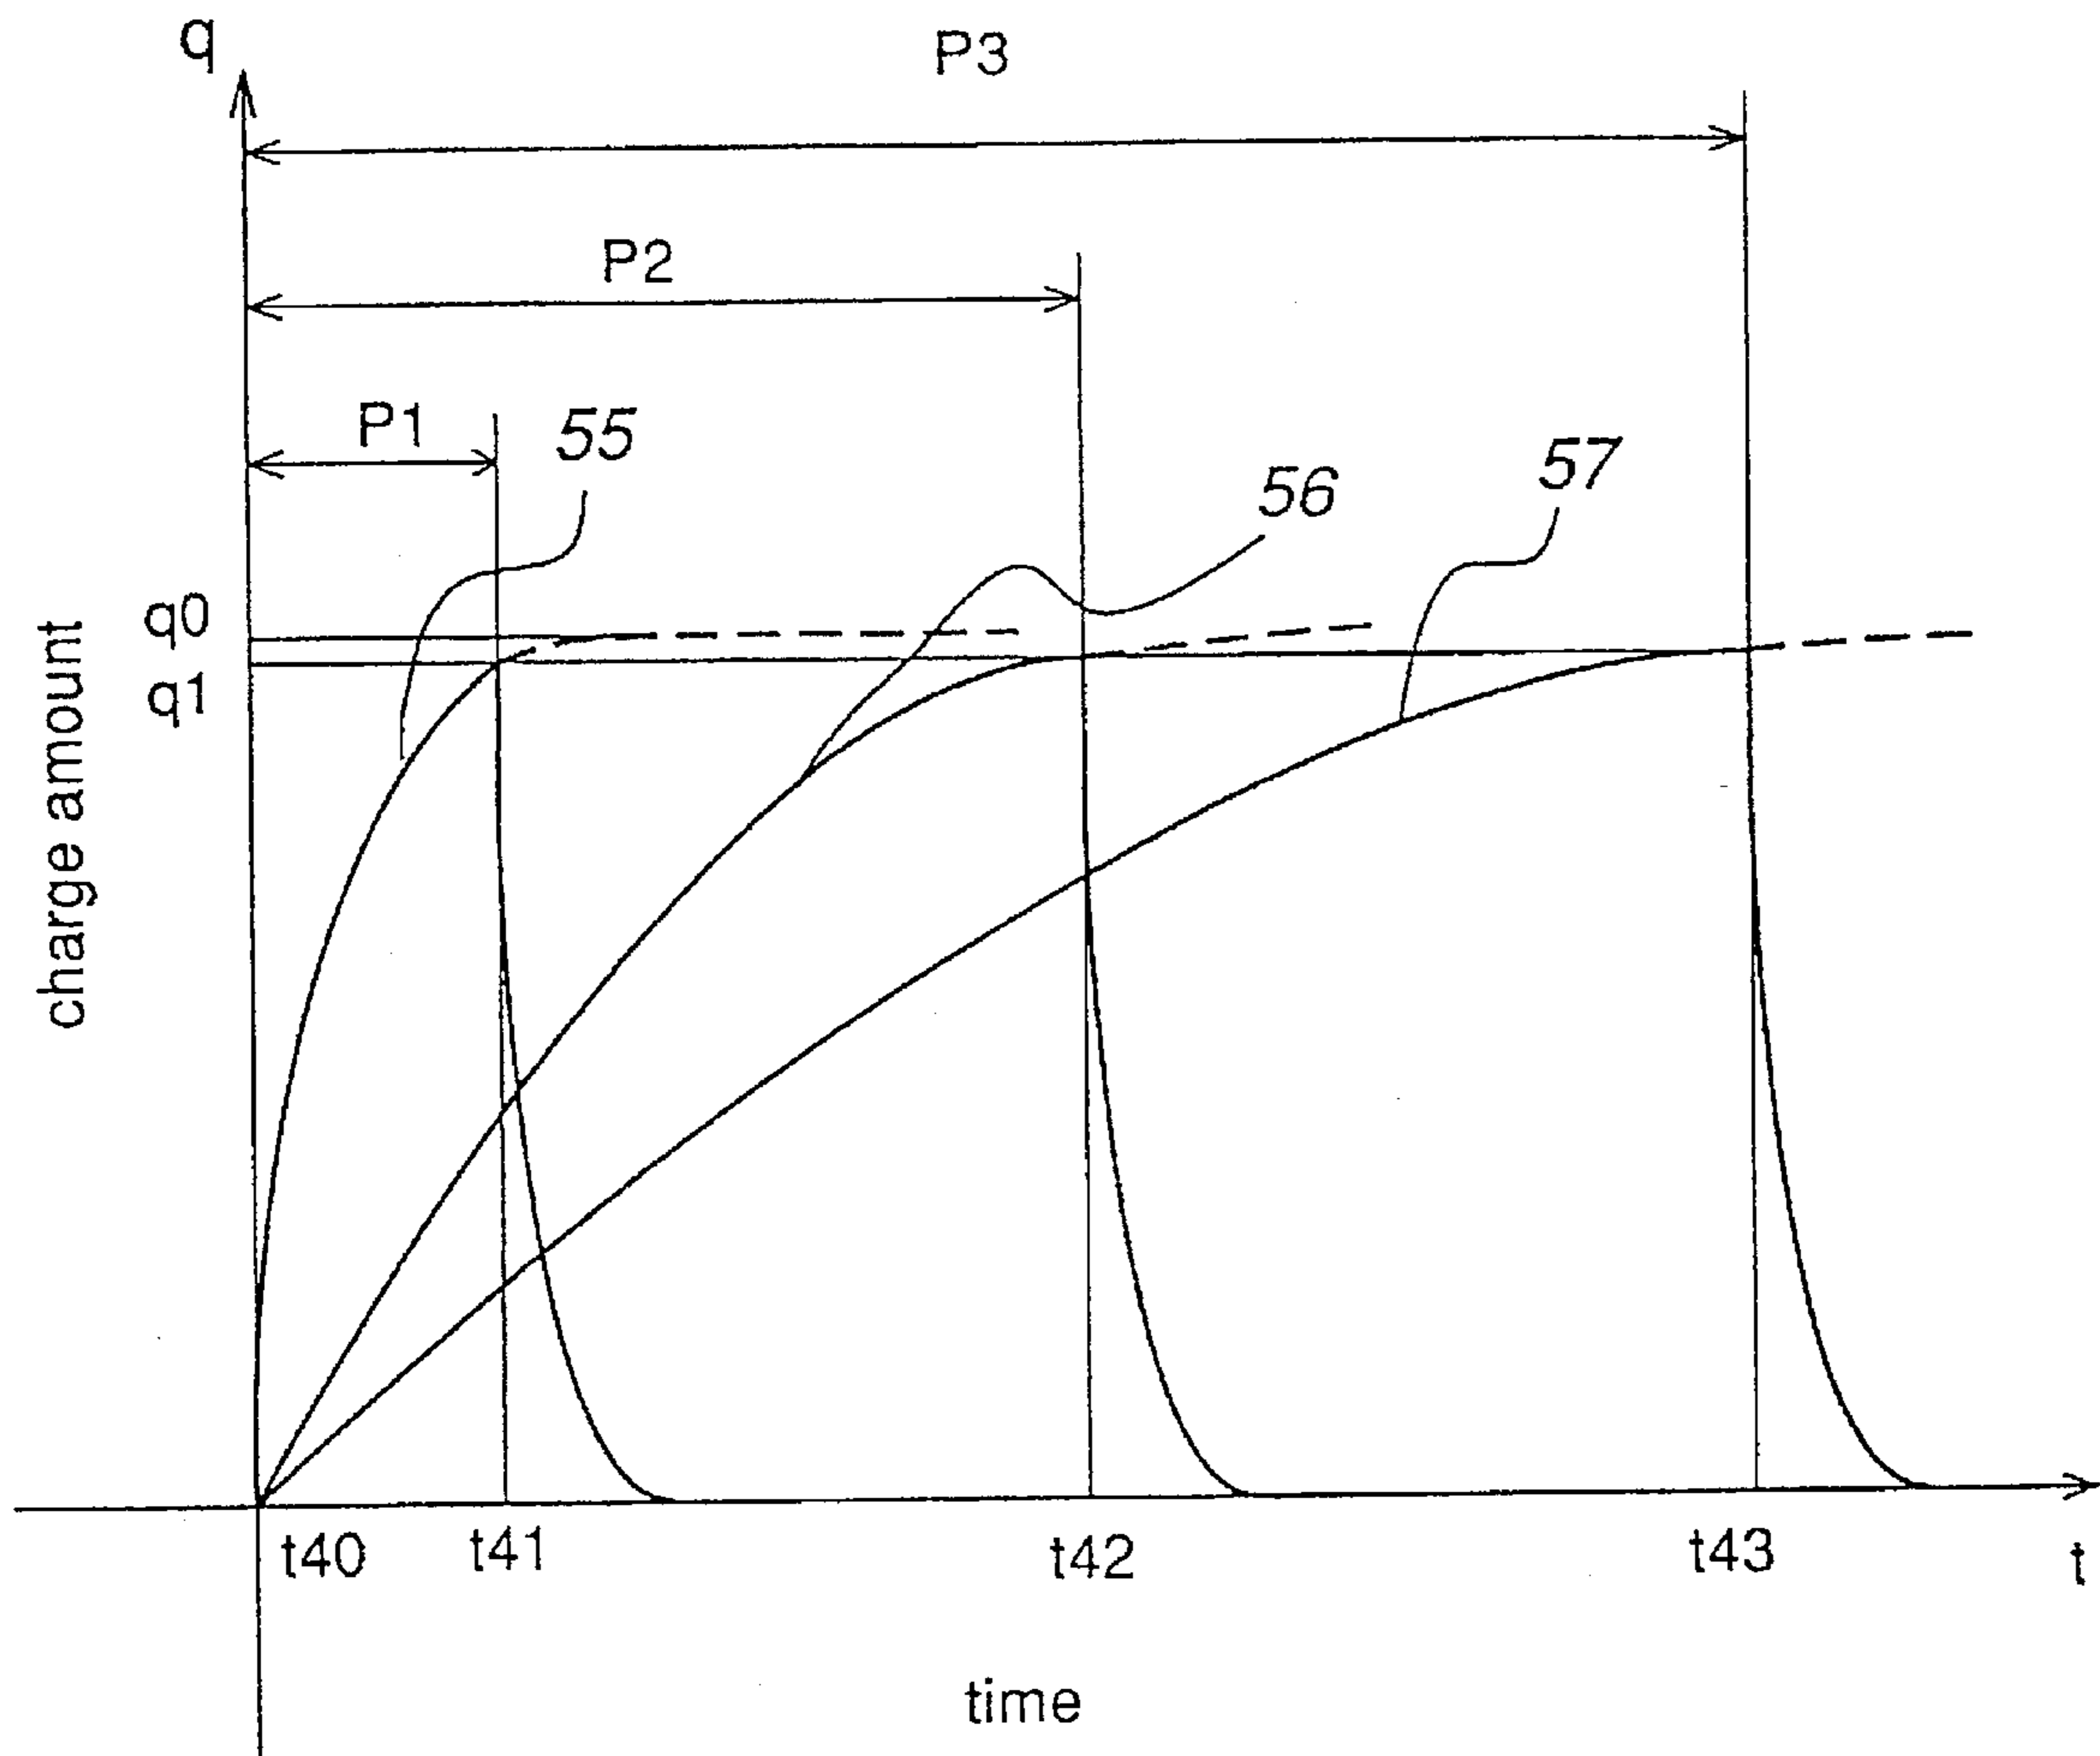 q
P3
P2
P1
55
56
57
q0
q1
charge amount
t40
t41
t42
t43
t
time